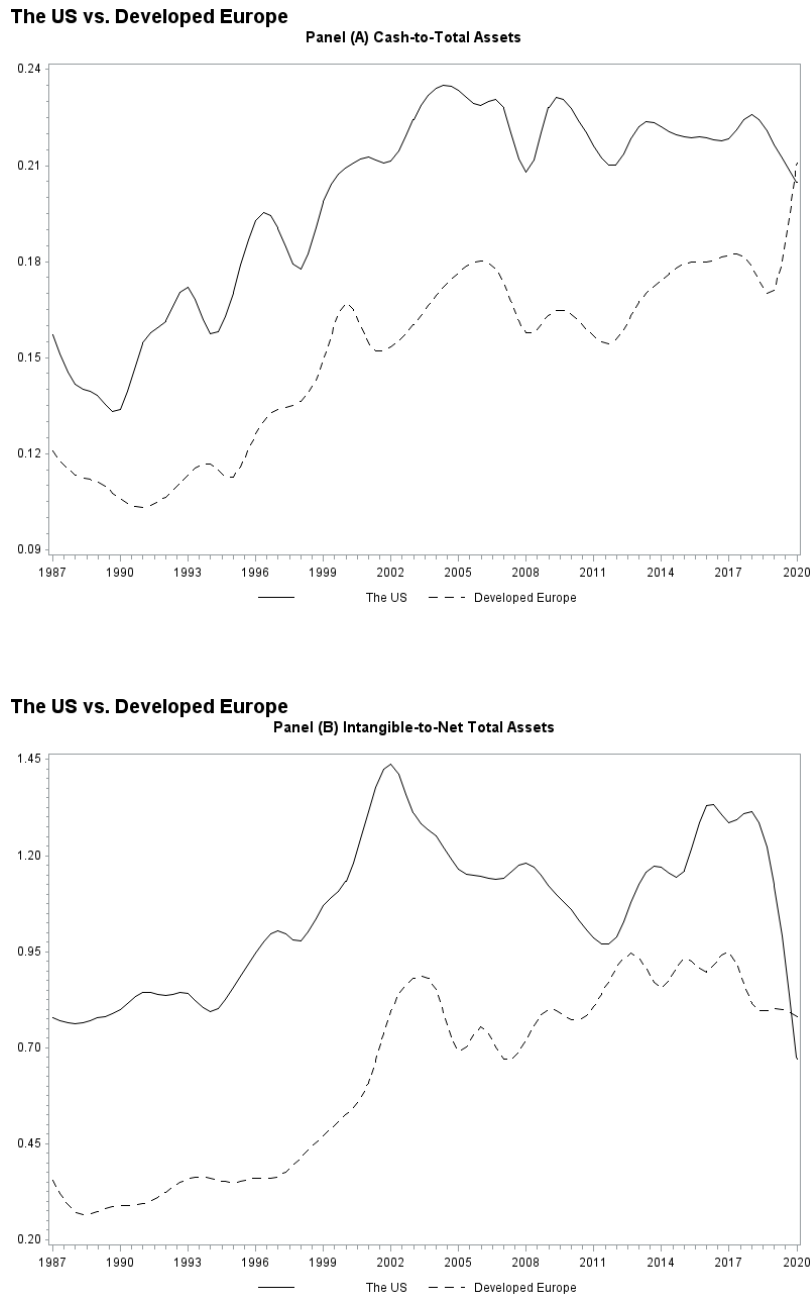 The US vs. Developed Europe
Panel (A) Cash-to-Total Assets
0.24
0.21
0.18
0.15
0.12
0.09
1987 1990 1993 1996 1999 2002 2005 2008 2011 2014 2017 2020
The US Developed Europe
The US vs. Developed Europe
Panel (B) Intangible-to-Net Total Assets
1.45
1.20
0.95
0.70
0.45
0.20
1987 1990 1993 1996 1999 2002 2005 2008 2011 2014 2017 2020
The US Developed Europe